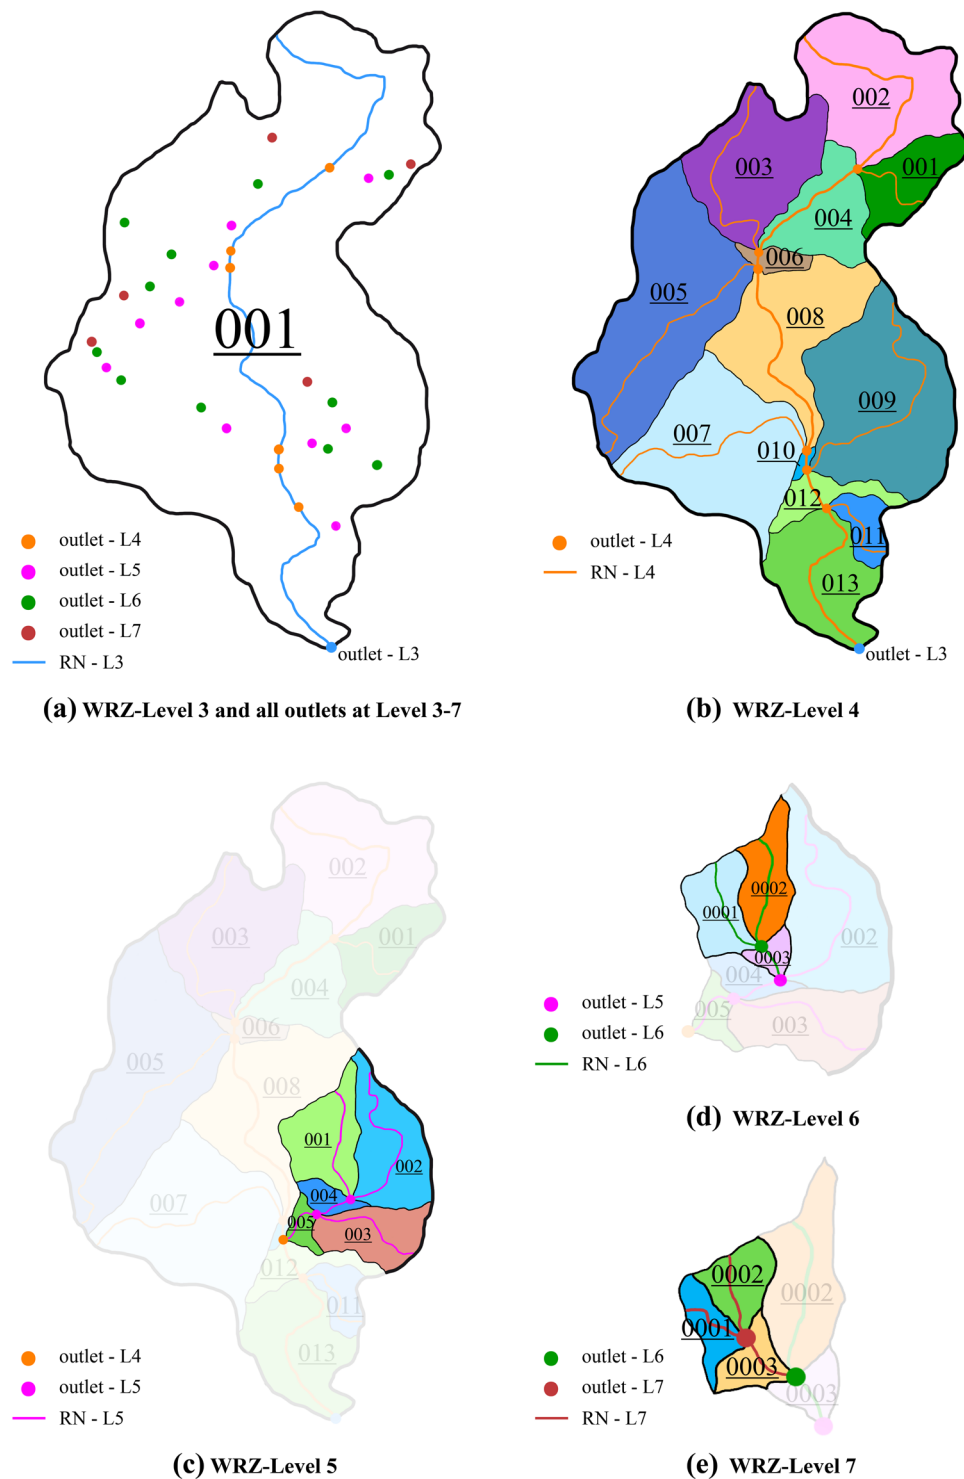 001
outlet - L4
outlet - L5
outlet - L6
outlet - L7
RN - L3
outlet - L3
(a) WRZ-Level 3 and all outlets at Level 3-7
002
001
003
004
006
005
008
009
007
010
012
011
013
outlet - L4
RN - L4
outlet - L3
(b) WRZ-Level 4
002
001
003
004
006
005
008
001
002
007
004
005
003
012
011
013
outlet - L4
outlet - L5
RN - L5
(c) WRZ-Level 5
0002
0001
002
0003
004
005
003
outlet - L5
outlet - L6
RN - L6
(d) WRZ-Level 6
0002
0002
0001
0003
0003
outlet - L6
outlet - L7
RN - L7
(e) WRZ-Level 7